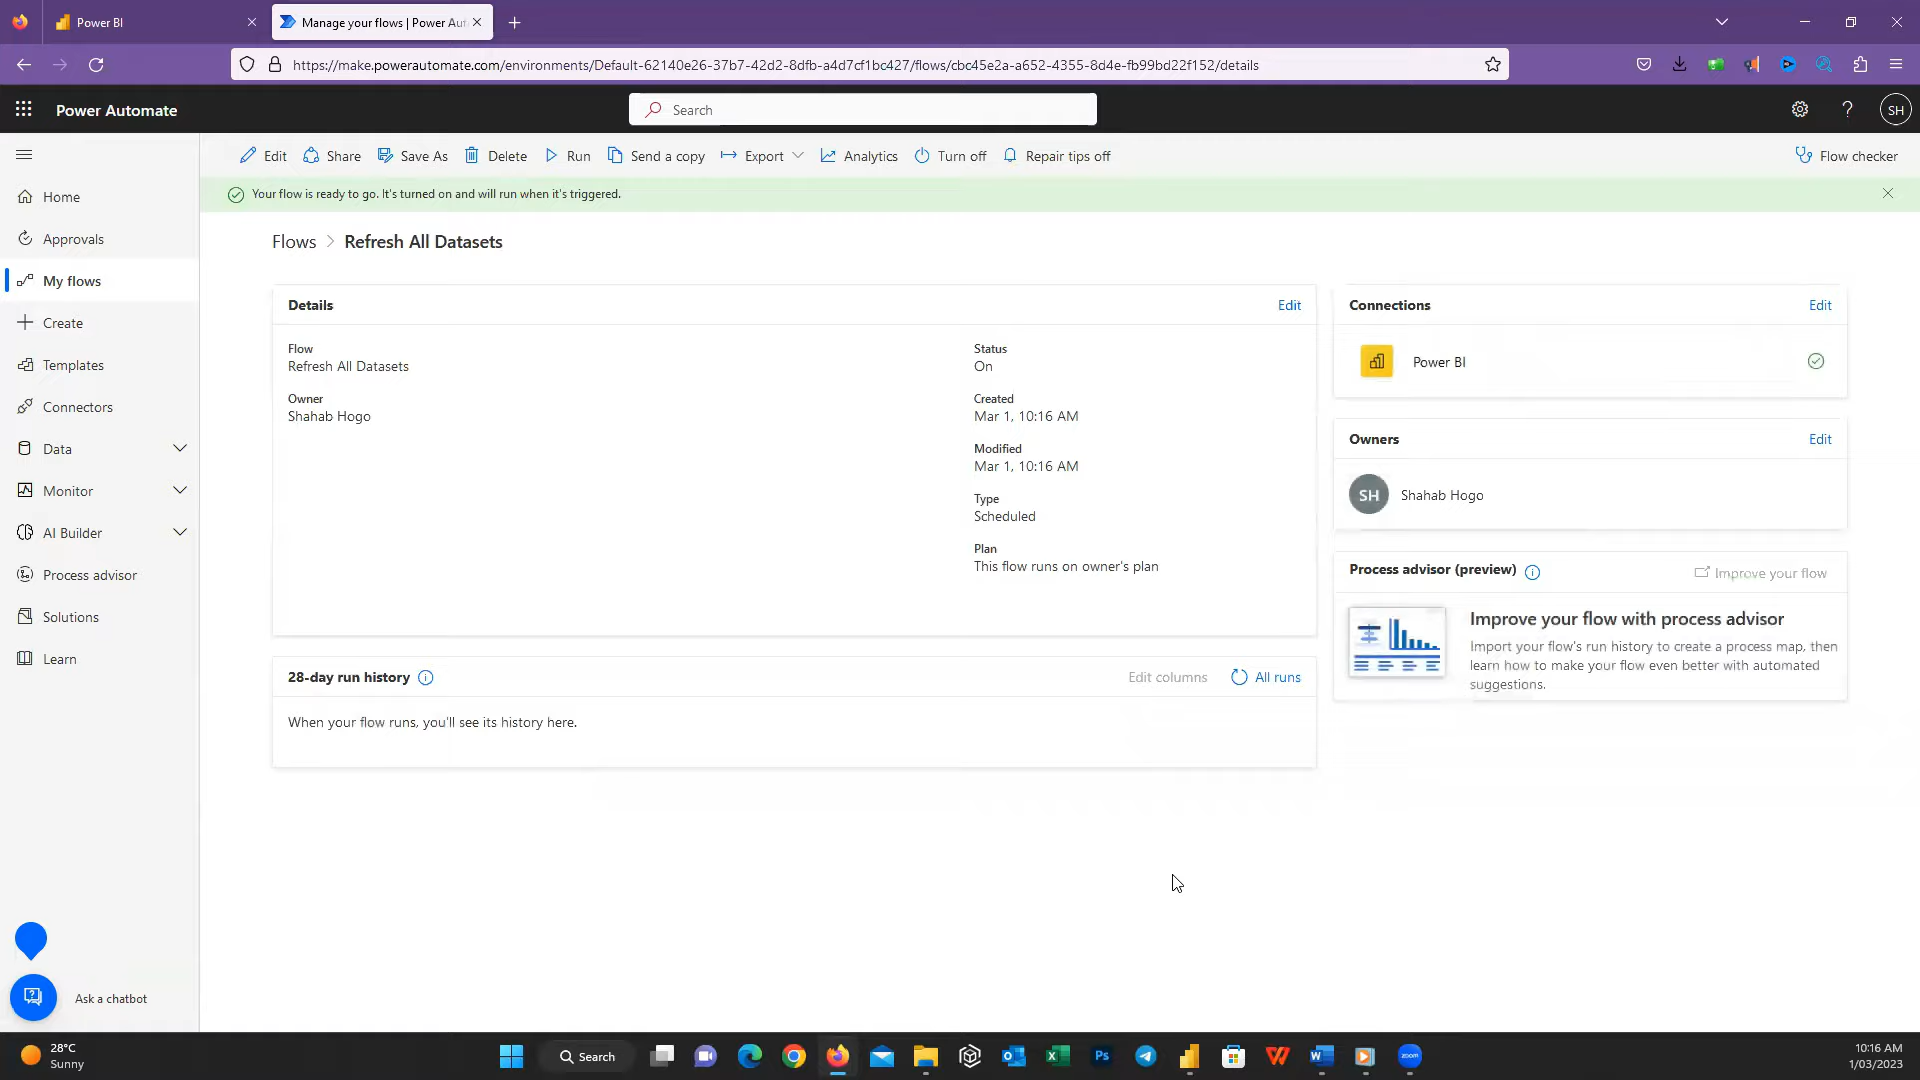 Power BI
Manage your flows | Power Aut
https://make.powerautomate.com/environments/Default-62140e26-37b7-42d2-8dfb-a4d7cf1bc427/flows/cbc45e2a-a652-4355-8d4e-fb99bd22f152/details
Power Automate
Search
SH
Edit
Share
Save As
Delete
Run
Send a copy
Export
Analytics
Turn off
Repair tips off
Flow checker
Your flow is ready to go. It's turned on and will run when it's triggered.
Home
Approvals
My flows
Create
Templates
Connectors
Data
Monitor
AI Builder
Process advisor
Solutions
Learn
Ask a chatbot
Flows > Refresh All Datasets
Details
Edit
Flow
Refresh All Datasets
Owner
Shahab Hogo
Status
On
Created
Mar 1, 10:16 AM
Modified
Mar 1, 10:16 AM
Type
Scheduled
Plan
This flow runs on owner's plan
28-day run history
Edit columns
All runs
When your flow runs, you'll see its history here.
Connections
Edit
Power BI
Owners
Edit
SH
Shahab Hogo
Process advisor (preview)
Improve your flow
Improve your flow with process advisor
Import your flow's run history to create a process map, then
learn how to make your flow even better with automated
suggestions.
28°C
Sunny
Search
Ps
W
zoom
10:16 AM
1/03/2023